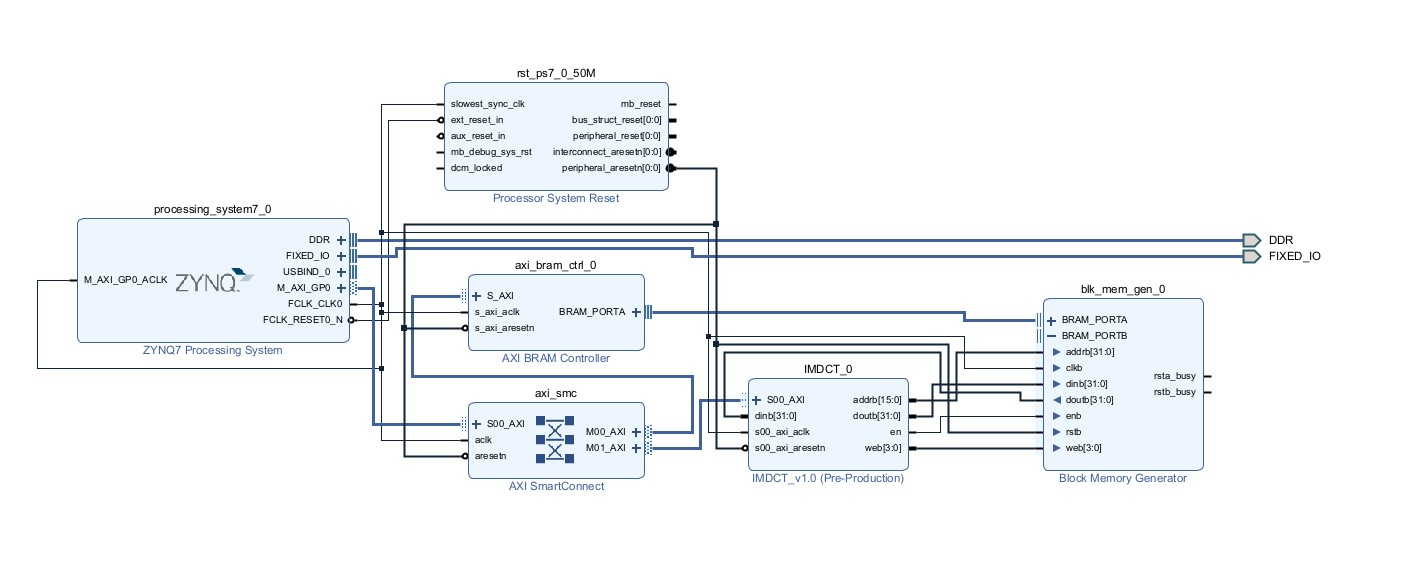 rst_ps7_0_50M
slowest_sync_clk
ext_reset_in
aux_reset_in
mb_debug_sys_rst
dcm_locked
mb_reset
bus_struct_reset[0:0]
peripheral_reset[0:0]
interconnect_aresetn[0:0]
peripheral_aresetn[0:0]
Processor System Reset
processing_system7_0
M_AXI_GP0_ACLK
ZYNQ
DDR
FIXED_IO
USBIND_0
M_AXI_GP0
FCLK_CLK0
FCLK_RESET0_N
ZYNQ7 Processing System
DDR
FIXED_IO
axi_bram_ctrl_0
S_AXI
s_axi_aclk
s_axi_aresetn
BRAM_PORTA
AXI BRAM Controller
axi_smc
S00_AXI
aclk
aresetn
M00_AXI
M01_AXI
AXI SmartConnect
IMDCT_0
S00_AXI
dinb[31:0]
s00_axi_aclk
s00_axi_aresetn
addrb[15:0]
doutb[31:0]
en
web[3:0]
IMDCT_v1.0 (Pre-Production)
blk_mem_gen_0
BRAM_PORTA
BRAM_PORTB
addrb[31:0]
clkb
dinb[31:0]
doutb[31:0]
enb
rstb
web[3:0]
rsta_busy
rstb_busy
Block Memory Generator